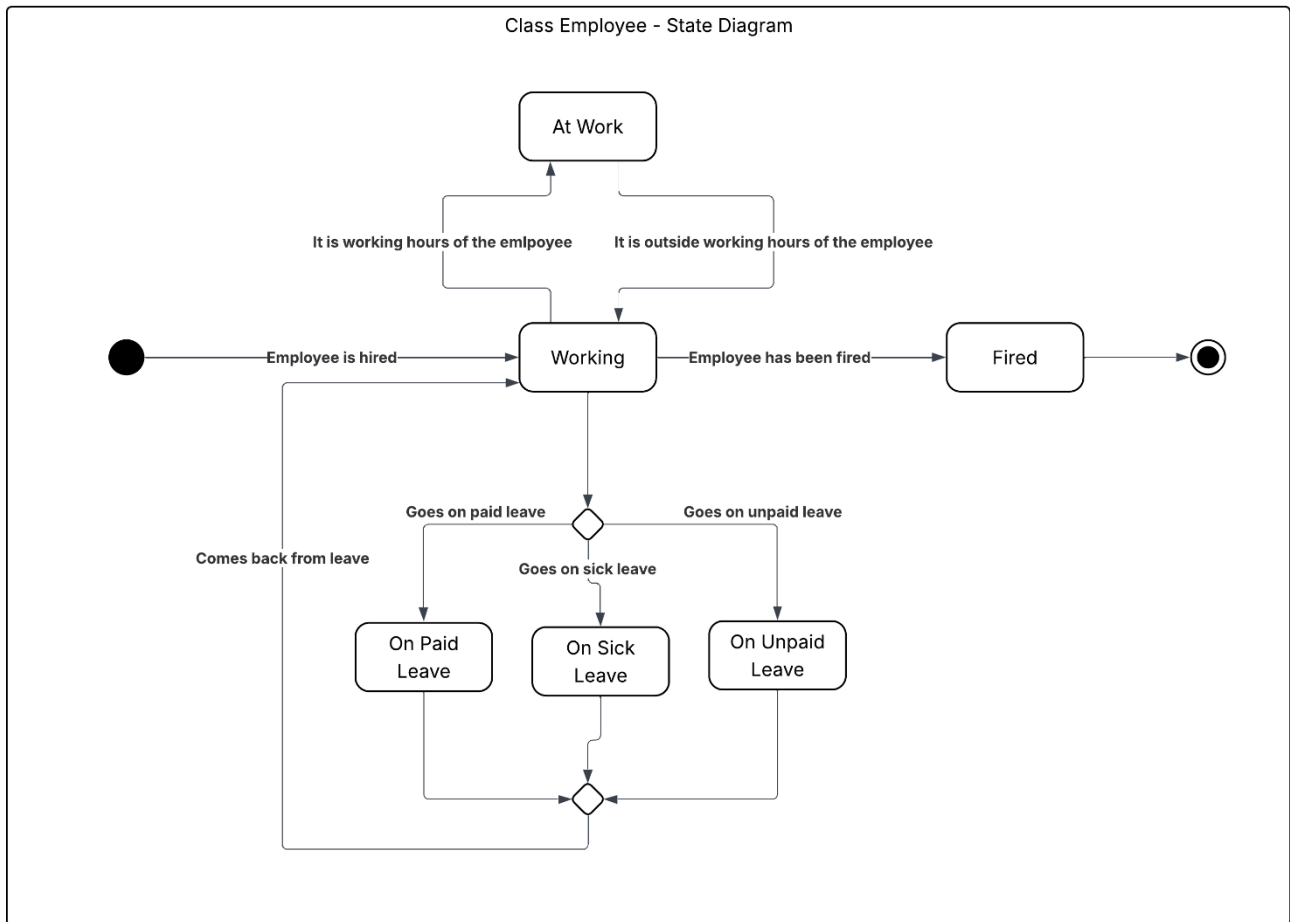 Class Employee - State Diagram
At Work
It is working hours of the emlpoyee
It is outside working hours of the employee
Employee is hired
Working
Employee has been fired
Fired
Goes on paid leave
Goes on unpaid leave
Comes back from leave
Goes on sick leave
On Paid
Leave
On Sick
Leave
On Unpaid
Leave